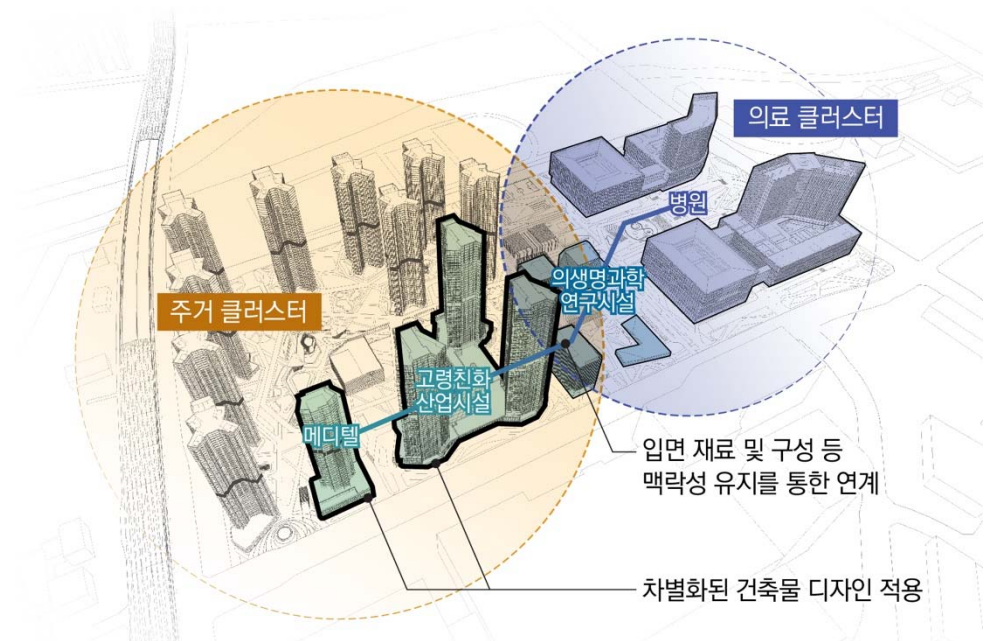 의료 클러스터
병원
의생명과학
연구시설
주거 클러스터
고령친화
산업시설
메디텔
입면 재료 및 구성 등
맥락성 유지를 통한 연계
차별화된 건축물 디자인 적용